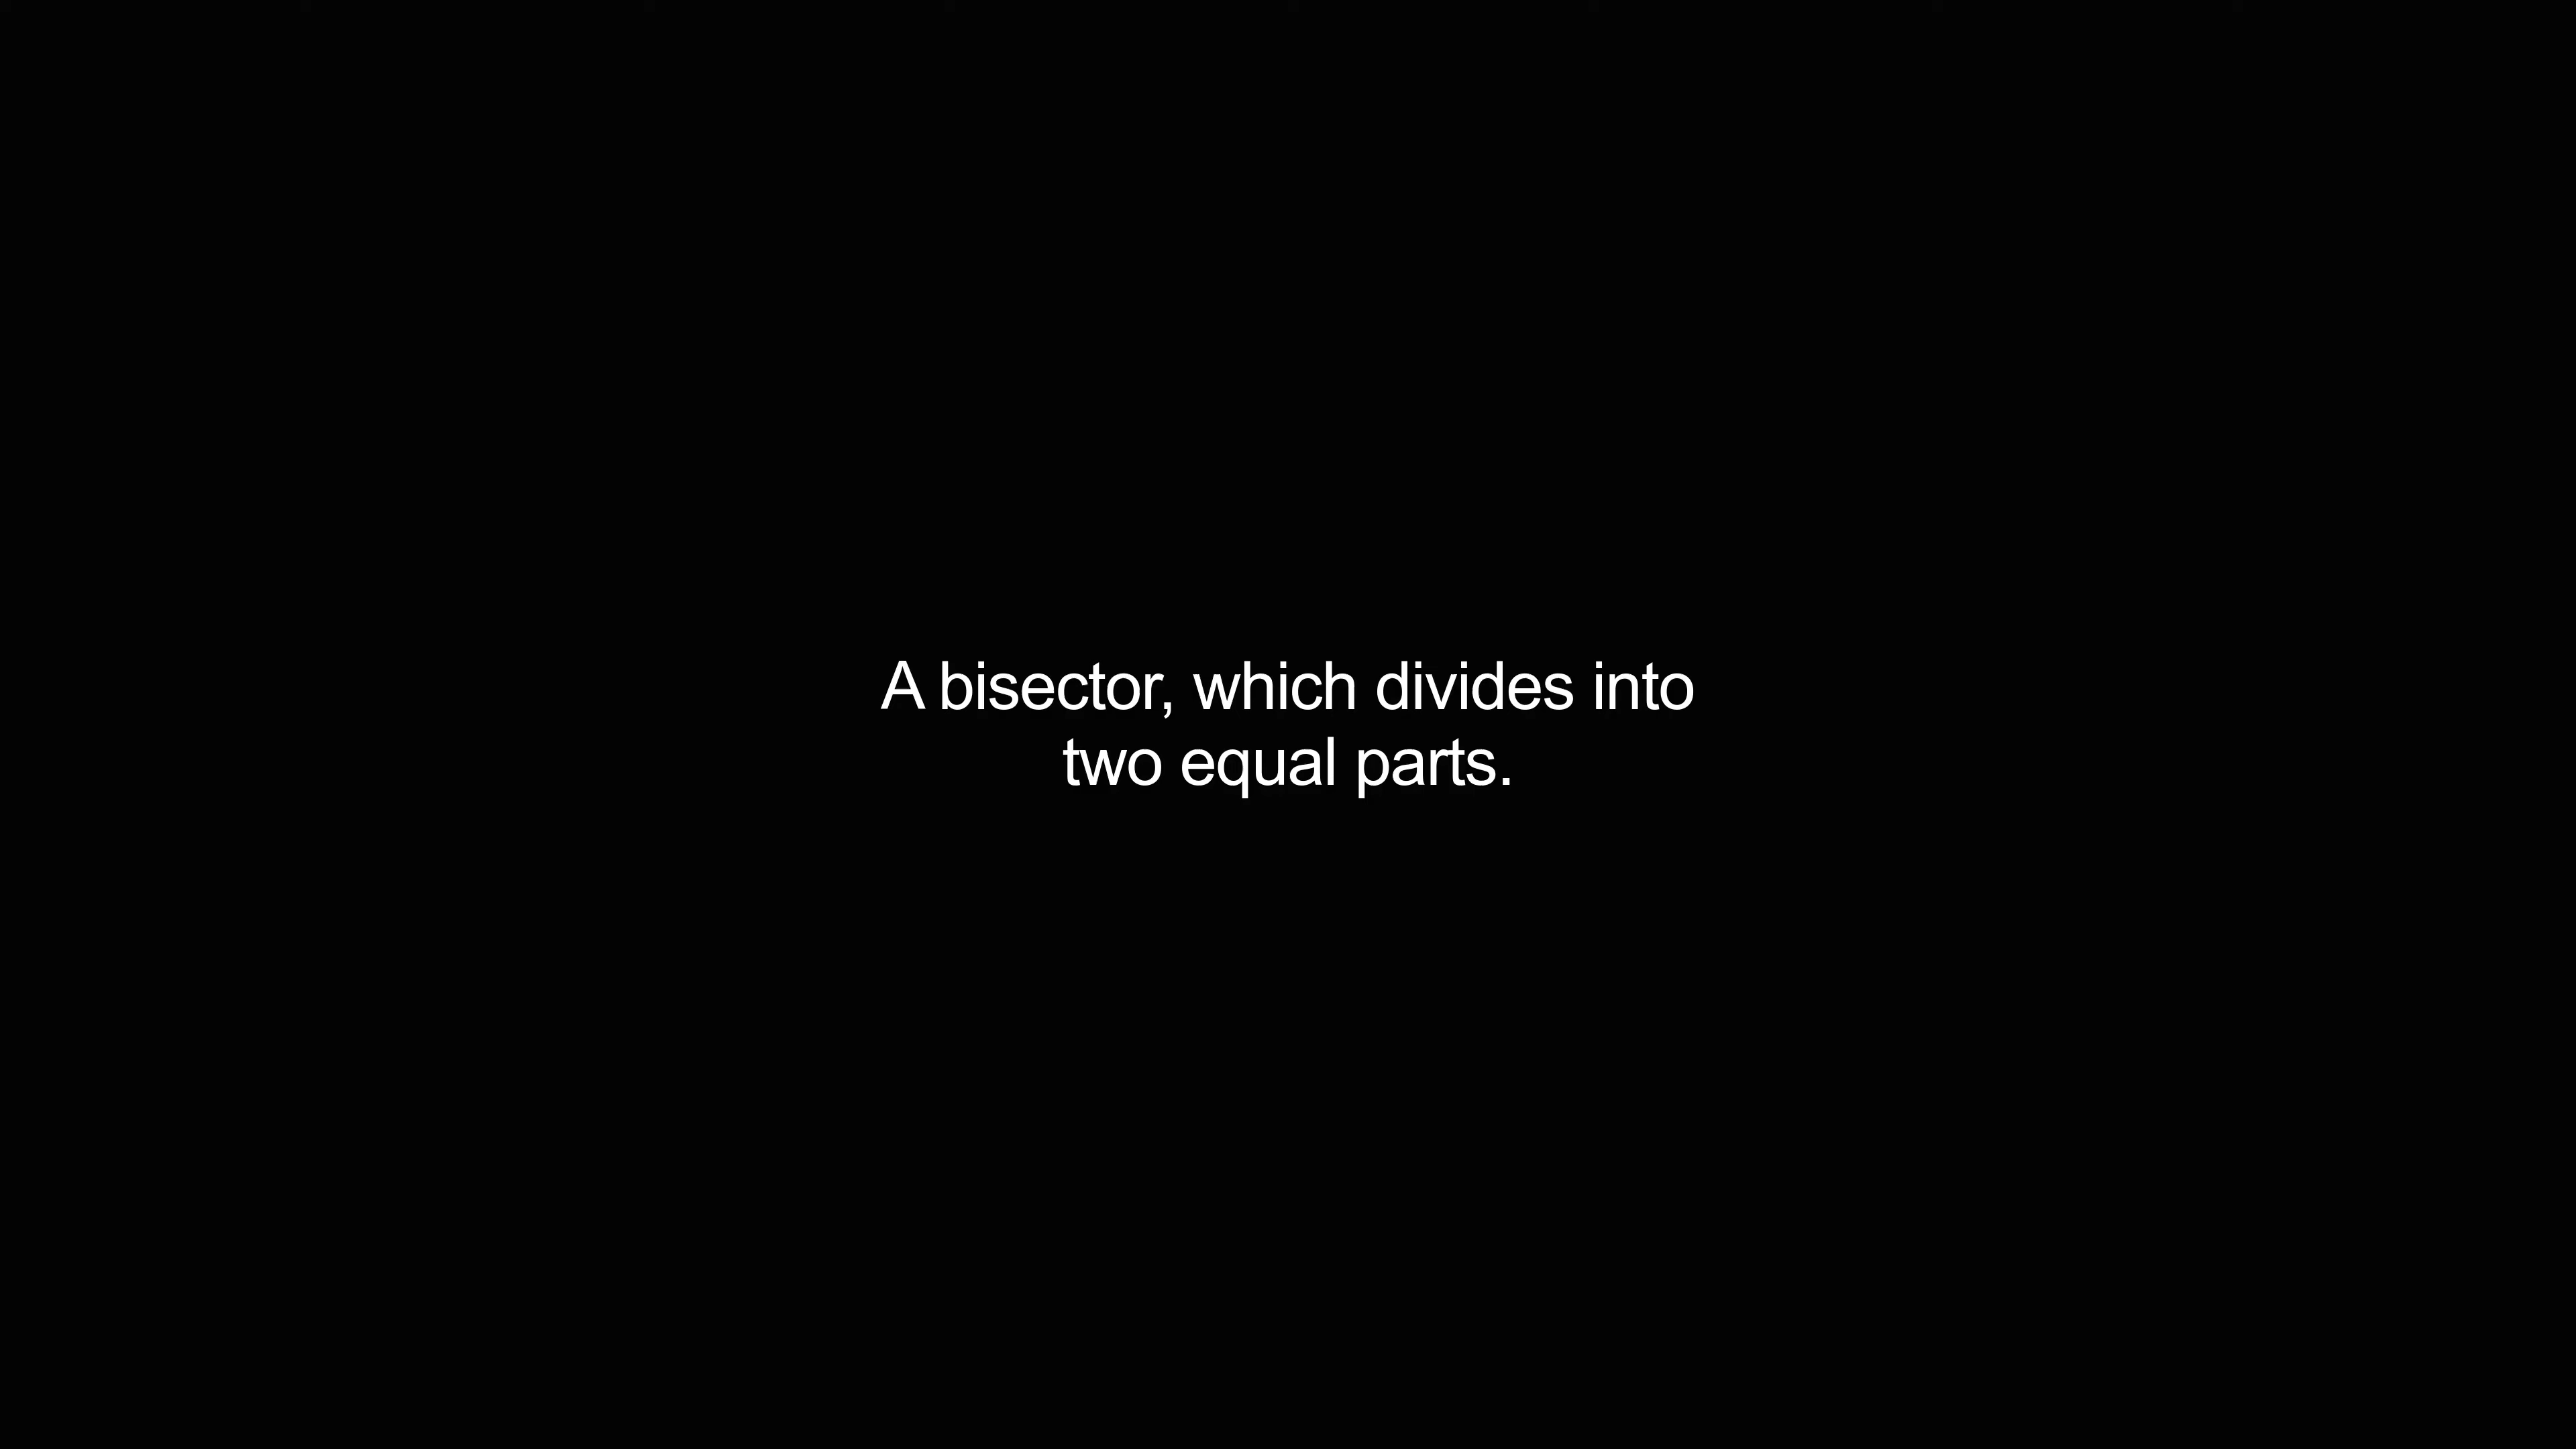 A bisector, which divides into
two equal parts.